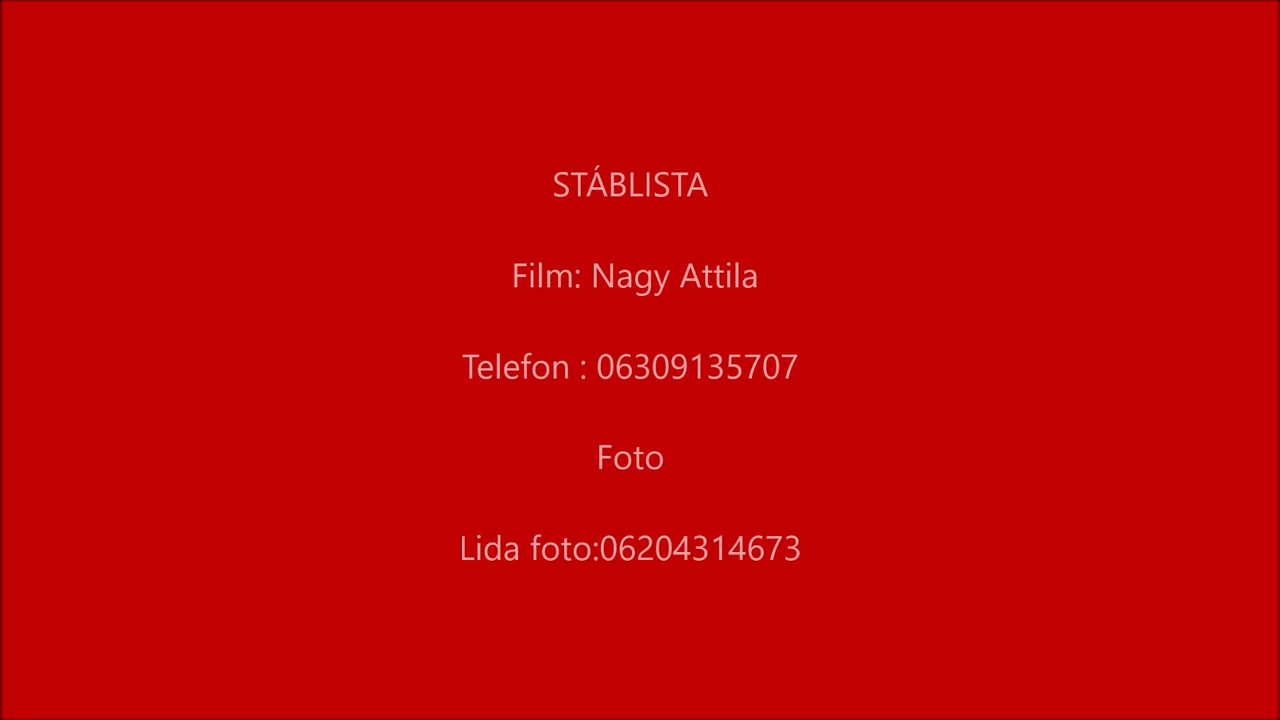 STÁBLISTA
Film: Nagy Attila
Telefon : 06309135707
Foto
Lida foto:06204314673